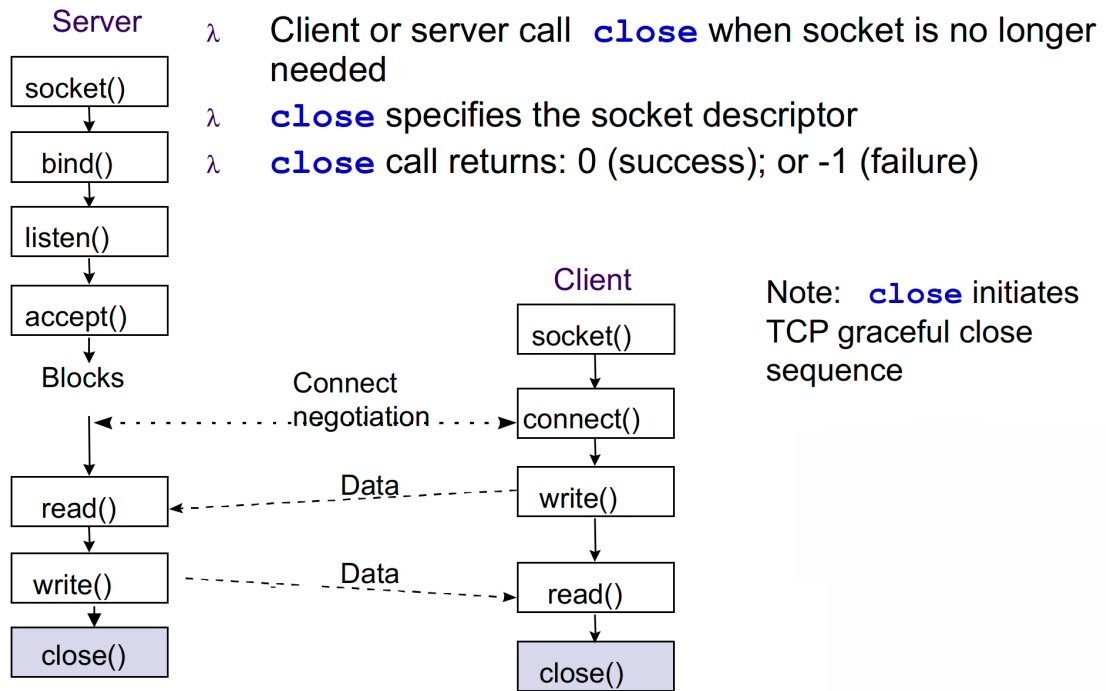 Server
λ Client or server call close when socket is no longer
needed
λ close specifies the socket descriptor
λ close call returns: 0 (success); or -1 (failure)
socket()
bind()
listen()
accept()
Blocks
Connect
negotiation
Client
socket()
connect()
Note: close initiates
TCP graceful close
sequence
Data
read()
write()
Data
write()
read()
close()
close()